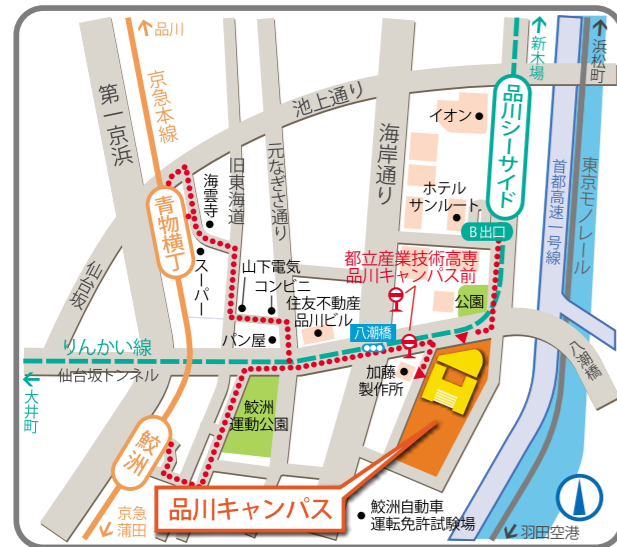 品川
京急本線
第一京浜
池上通り
新木場
浜松町
品川シーサイド
イオン
海岸通り
元なぎさ通り
旧東海道
海雲寺
ホテル
サンルート
首都高速一号線
東京モノレール
青物横丁
B出口
スーパー
仙台坂
都立産業技術高専
品川キャンパス前
山下電気
コンビニ
住友不動産
品川ビル
公園
八潮橋
パン屋
りんかい線
仙台坂トンネル
大井町
加藤
製作所
八潮橋
鮫洲
運動公園
鮫洲
品川キャンパス
鮫洲自動車
運転免許試験場
京急
蒲田
羽田空港